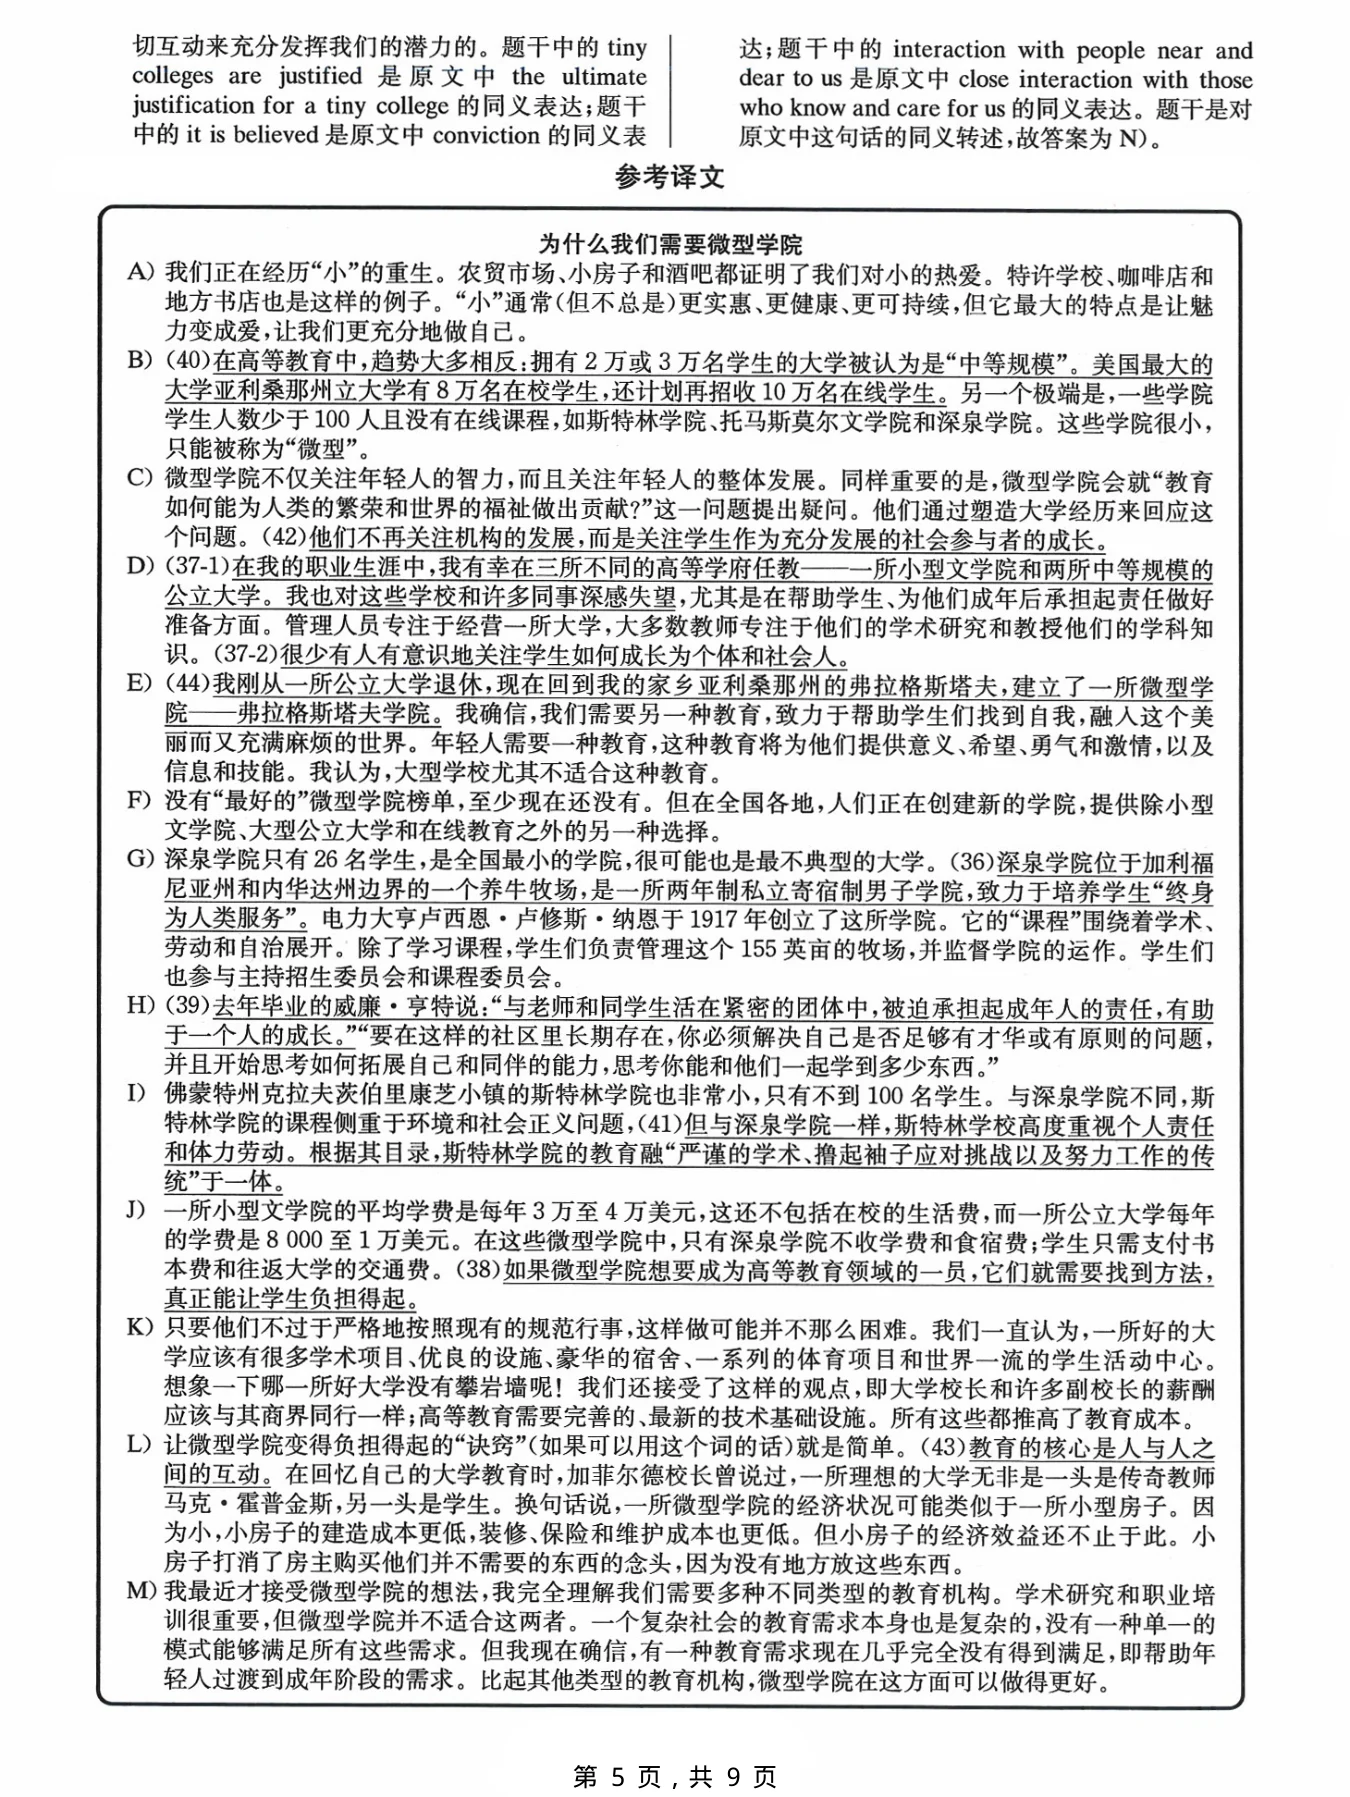 切互动来充分发挥我们的潜力的。题干中的 tiny
colleges are justified 是原文中 the ultimate
justification for a tiny college 的同义表达;题干
中的 it is believed 是原文中 conviction 的同义表
达;题干中的 interaction with people near and
dear to us 是原文中 close interaction with those
who know and care for us 的同义表达。题干是对
原文中这句话的同义转述,故答案为 N)。
参考译文
为什么我们需要微型学院
A) 我们正在经历“小”的重生。农贸市场、小房子和酒吧都证明了我们对小的热爱。特许学校、咖啡店和
地方书店也是这样的例子。“小”通常(但不总是)更实惠、更健康、更可持续,但它最大的特点是让魅
力变成爱,让我们更充分地做自己。
B) (40)在高等教育中,趋势大多相反:拥有 2 万或 3 万名学生的大学被认为是“中等规模”。美国最大的
大学亚利桑那州立大学有 8 万名在校学生,还计划再招收 10 万名在线学生。另一个极端是,一些学院
学生人数少于 100 人且没有在线课程,如斯特林学院、托马斯莫尔文学院和深泉学院。这些学院很小,
只能被称为“微型”。
C) 微型学院不仅关注年轻人的智力,而且关注年轻人的整体发展。同样重要的是,微型学院会就“教育
如何能为人类的繁荣和世界的福祉做出贡献?”这一问题提出疑问。他们通过塑造大学经历来回应这
个问题。(42)他们不再关注机构的发展,而是关注学生作为充分发展的社会参与者的成长。
D) (37-1)在我的职业生涯中,我有幸在三所不同的高等学府任教——一所小型文学院和两所中等规模的
公立大学。我也对这些学校和许多同事深感失望,尤其是在帮助学生、为他们成年后承担起责任做好
准备方面。管理人员专注于经营一所大学,大多数教师专注于他们的学术研究和教授他们的学科知
识。(37-2)很少有人有意识地关注学生如何成长为个体和社会人。
E) (44)我刚从一所公立大学退休,现在回到我的家乡亚利桑那州的弗拉格斯塔夫,建立了一所微型学
院——弗拉格斯塔夫学院。我确信,我们需要另一种教育,致力于帮助学生们找到自我,融入这个美
丽而又充满麻烦的世界。年轻人需要一种教育,这种教育将为他们提供意义、希望、勇气和激情,以及
信息和技能。我认为,大型学校尤其不适合这种教育。
F) 没有“最好的”微型学院榜单,至少现在还没有。但在全国各地,人们正在创建新的学院,提供除小型
文学院、大型公立大学和在线教育之外的另一种选择。
G) 深泉学院只有 26 名学生,是全国最小的学院,很可能也是最不典型的大学。(36)深泉学院位于加利福
尼亚州和内华达州边界的一个养牛牧场,是一所两年制私立寄宿制男子学院,致力于培养学生“终身
为人类服务”。电力大亨卢西恩·卢修斯·纳恩于 1917 年创立了这所学院。它的“课程”围绕着学术、
劳动和自治展开。除了学习课程,学生们负责管理这个 155 英亩的牧场,并监督学院的运作。学生们
也参与主持招生委员会和课程委员会。
H) (39)去年毕业的威廉·亨特说:“与老师和同学生活在紧密的团体中,被迫承担起成年人的责任,有助
于一个人的成长。”“要在这样的社区里长期存在,你必须解决自己是否足够有才华或有原则的问题,
并且开始思考如何拓展自己和同伴的能力,思考你能和他们一起学到多少东西。”
I) 佛蒙特州克拉夫茨伯里康芝小镇的斯特林学院也非常小,只有不到 100 名学生。与深泉学院不同,斯
特林学院的课程侧重于环境和社会正义问题,(41)但与深泉学院一样,斯特林学校高度重视个人责任
和体力劳动。根据其目录,斯特林学院的教育融“严谨的学术、撸起袖子应对挑战以及努力工作的传
统”于一体。
J) 一所小型文学院的平均学费是每年 3 万至 4 万美元,这还不包括在校的生活费,而一所公立大学每年
的学费是 8 000 至 1 万美元。在这些微型学院中,只有深泉学院不收学费和食宿费;学生只需支付书
本费和往返大学的交通费。(38)如果微型学院想要成为高等教育领域的一员,它们就需要找到方法,
真正能让学生负担得起。
K) 只要他们不过于严格地按照现有的规范行事,这样做可能并不那么困难。我们一直认为,一所好的大
学应该有很多学术项目、优良的设施、豪华的宿舍、一系列的体育项目和世界一流的学生活动中心。
想象一下哪一所好大学没有攀岩墙呢!我们还接受了这样的观点,即大学校长和许多副校长的薪酬
应该与其商界同行一样;高等教育需要完善的、最新的技术基础设施。所有这些都推高了教育成本。
L) 让微型学院变得负担得起的“诀窍”(如果可以用这个词的话)就是简单。(43)教育的核心是人与人之
间的互动。在回忆自己的大学教育时,加菲尔德校长曾说过,一所理想的大学无非是一头是传奇教师
马克·霍普金斯,另一头是学生。换句话说,一所微型学院的经济状况可能类似于一所小型房子。因
为小,小房子的建造成本更低,装修、保险和维护成本也更低。但小房子的经济效益还不止于此。小
房子打消了房主购买他们并不需要的东西的念头,因为没有地方放这些东西。
M) 我最近才接受微型学院的想法,我完全理解我们需要多种不同类型的教育机构。学术研究和职业培
训很重要,但微型学院并不适合这两者。一个复杂社会的教育需求本身也是复杂的,没有一种单一的
模式能够满足所有这些需求。但我现在确信,有一种教育需求现在几乎完全没有得到满足,即帮助年
轻人过渡到成年阶段的需求。比起其他类型的教育机构,微型学院在这方面可以做得更好。
第 5 页,共 9 页